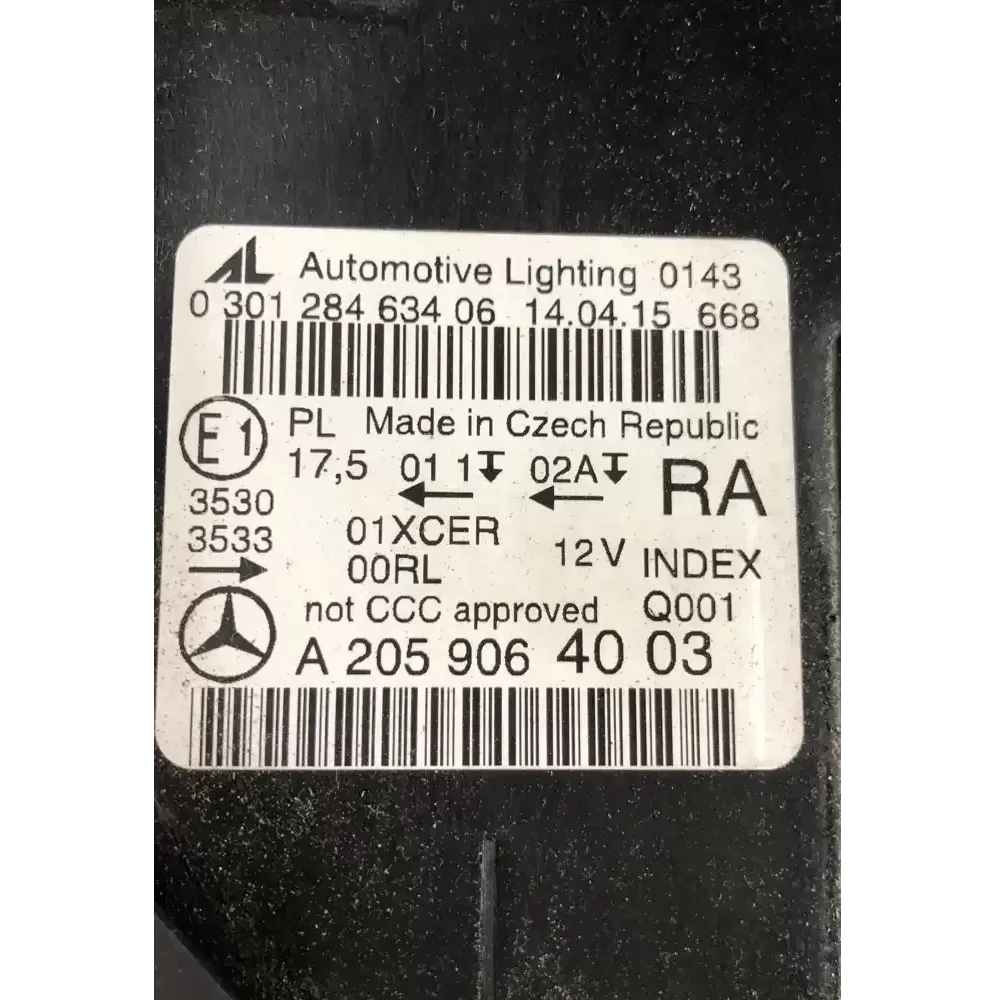 AL Automotive Lighting 0143
0 301 284 634 06 14.04.15 668
E1 PL Made in Czech Republic
17,5 01 1 02A RA
3530
3533 01XCER
00RL 12V INDEX
not CCC approved Q001
A 205 906 40 03